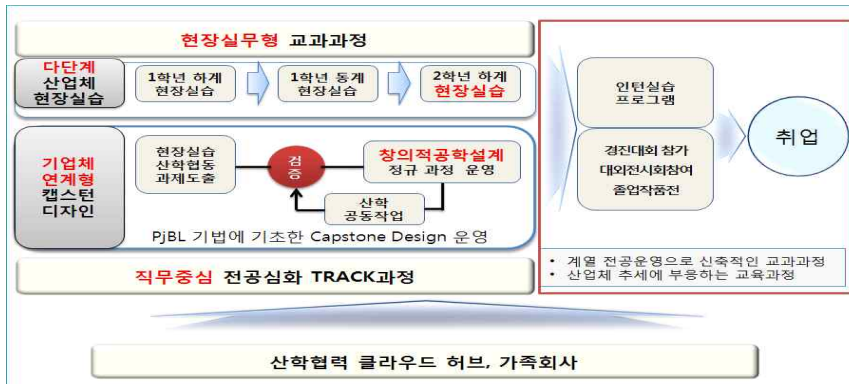 현장실무형 교과과정
다단계
산업체
현장실습
1학년 하계
현장실습
1학년 동계
현장실습
2학년 하계
현장실습
기업체
연계형
캡스턴
디자인
현장실습
산학협동
과제도출
검
증
창의적공학설계
정규 과정 운영
산학
공동작업
PjBL 기법에 기초한 Capstone Design 운영
직무중심 전공심화 TRACK과정
인턴실습
프로그램
경진대회 참가
대외전시회참여
졸업작품전
취업
• 계열 전공운영으로 신축적인 교과과정
• 산업체 추세에 부응하는 교육과정
산학협력 클라우드 허브, 가족회사